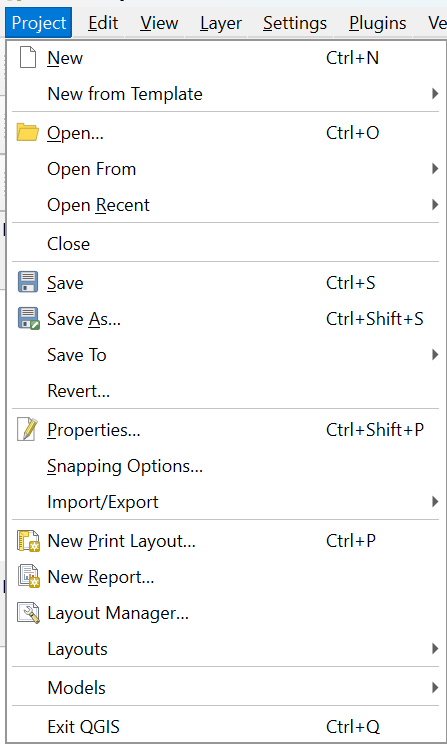 Project Edit View Layer Settings Plugins Ve
New Ctrl+N
New from Template
Open... Ctrl+O
Open From
Open Recent
Close
Save Ctrl+S
Save As... Ctrl+Shift+S
Save To
Revert...
Properties... Ctrl+Shift+P
Snapping Options...
Import/Export
New Print Layout... Ctrl+P
New Report...
Layout Manager...
Layouts
Models
Exit QGIS Ctrl+Q